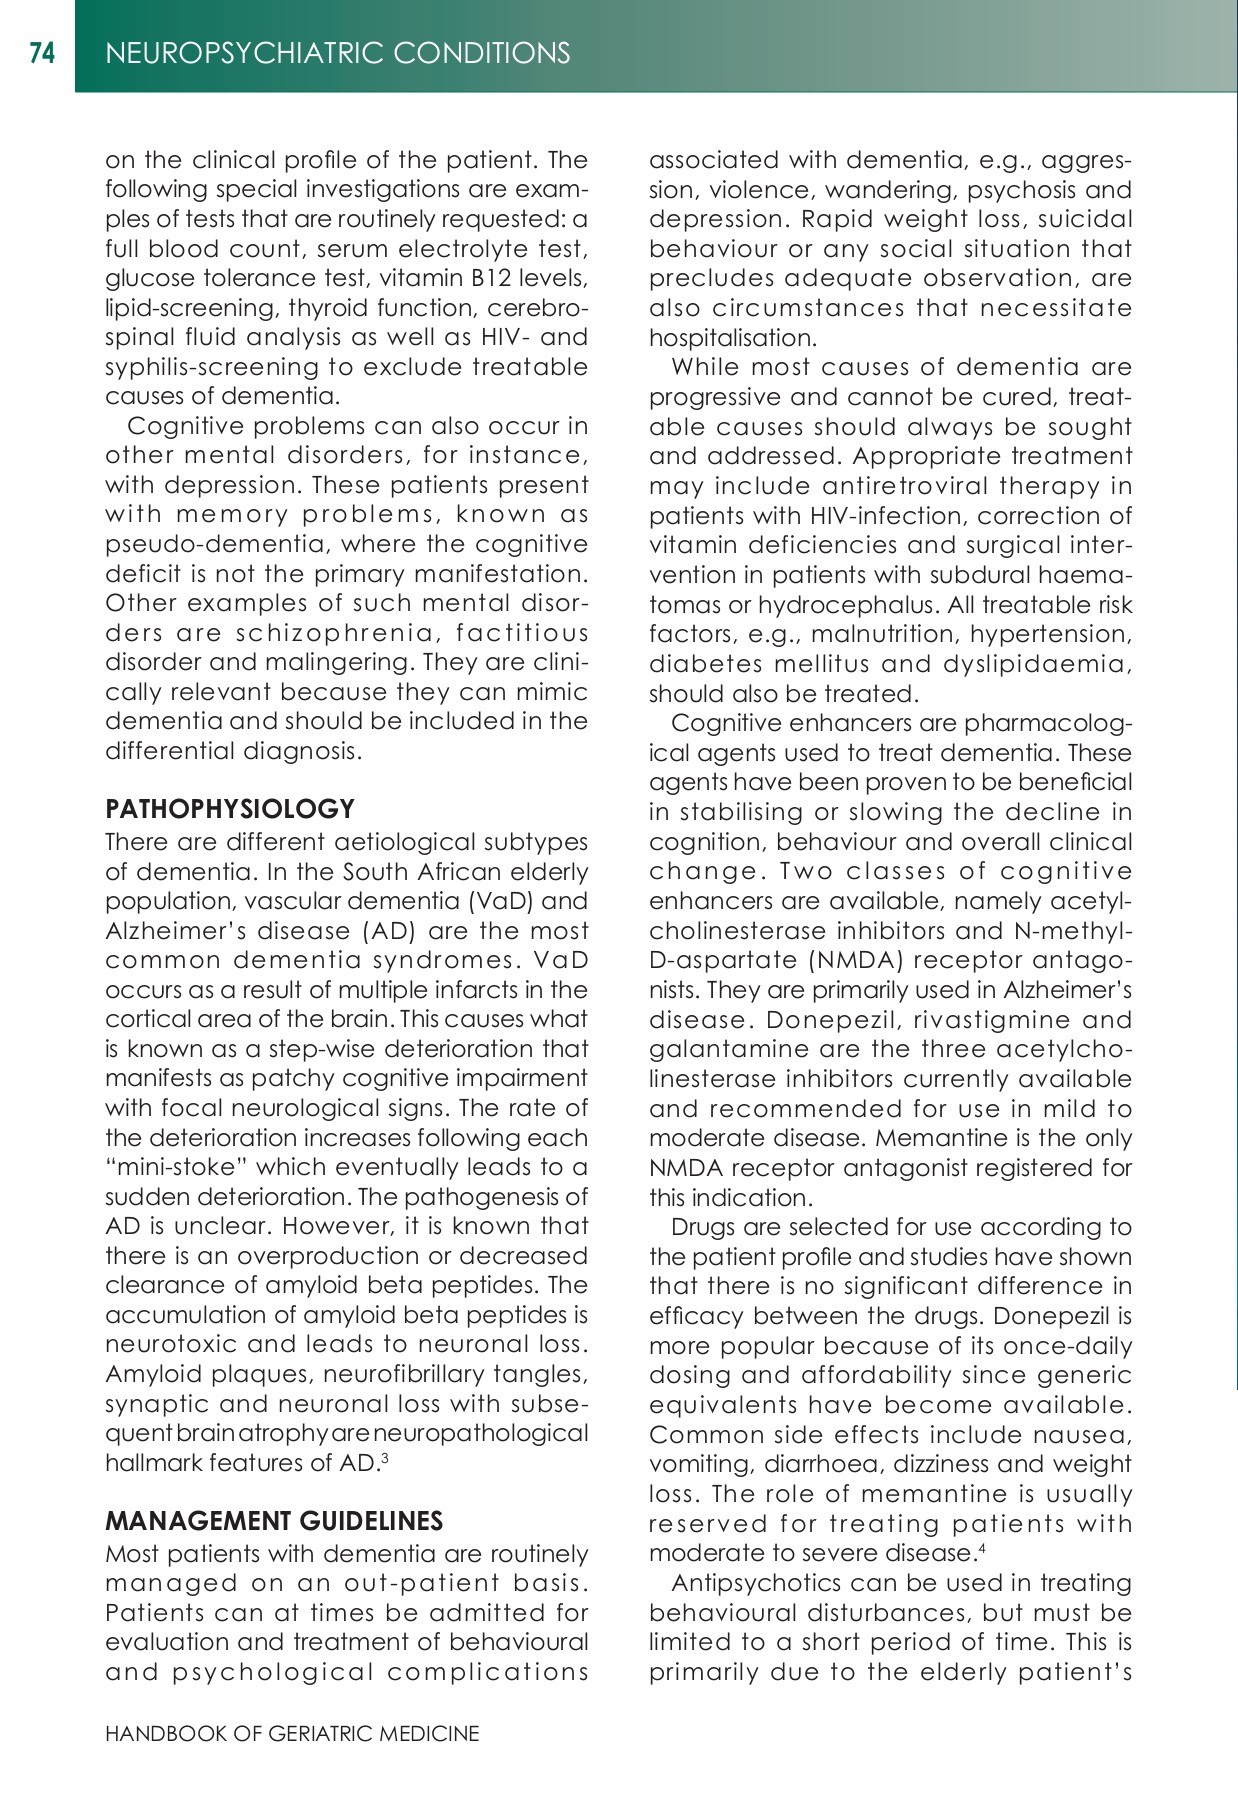 74
NEUROPSYCHIATRIC CONDITIONS
on the clinical profile of the patient. The
following special investigations are exam-
ples of tests that are routinely requested: a
full blood count, serum electrolyte test,
glucose tolerance test, vitamin B12 levels,
lipid-screening, thyroid function, cerebro-
spinal fluid analysis as well as HIV- and
syphilis-screening to exclude treatable
causes of dementia.
Cognitive problems can also occur in
other mental disorders, for instance,
with depression. These patients present
with memory problems, known as
pseudo-dementia, where the cognitive
deficit is not the primary manifestation.
Other examples of such mental disor-
ders are schizophrenia, factitious
disorder and malingering. They are clini-
cally relevant because they can mimic
dementia and should be included in the
differential diagnosis.
PATHOPHYSIOLOGY
There are different aetiological subtypes
of dementia. In the South African elderly
population, vascular dementia (VaD) and
Alzheimer’s disease (AD) are the most
common dementia syndromes. VaD
occurs as a result of multiple infarcts in the
cortical area of the brain. This causes what
is known as a step-wise deterioration that
manifests as patchy cognitive impairment
with focal neurological signs. The rate of
the deterioration increases following each
“mini-stoke” which eventually leads to a
sudden deterioration. The pathogenesis of
AD is unclear. However, it is known that
there is an overproduction or decreased
clearance of amyloid beta peptides. The
accumulation of amyloid beta peptides is
neurotoxic and leads to neuronal loss.
Amyloid plaques, neurofibrillary tangles,
synaptic and neuronal loss with subse-
quent brain atrophy are neuropathological
hallmark features of AD.³
MANAGEMENT GUIDELINES
Most patients with dementia are routinely
managed on an out-patient basis.
Patients can at times be admitted for
evaluation and treatment of behavioural
and psychological complications
associated with dementia, e.g., aggres-
sion, violence, wandering, psychosis and
depression. Rapid weight loss, suicidal
behaviour or any social situation that
precludes adequate observation, are
also circumstances that necessitate
hospitalisation.
While most causes of dementia are
progressive and cannot be cured, treat-
able causes should always be sought
and addressed. Appropriate treatment
may include antiretroviral therapy in
patients with HIV-infection, correction of
vitamin deficiencies and surgical inter-
vention in patients with subdural haema-
tomas or hydrocephalus. All treatable risk
factors, e.g., malnutrition, hypertension,
diabetes mellitus and dyslipidaemia,
should also be treated.
Cognitive enhancers are pharmacolog-
ical agents used to treat dementia. These
agents have been proven to be beneficial
in stabilising or slowing the decline in
cognition, behaviour and overall clinical
change. Two classes of cognitive
enhancers are available, namely acetyl-
cholinesterase inhibitors and N-methyl-
D-aspartate (NMDA) receptor antago-
nists. They are primarily used in Alzheimer’s
disease. Donepezil, rivastigmine and
galantamine are the three acetylcho-
linesterase inhibitors currently available
and recommended for use in mild to
moderate disease. Memantine is the only
NMDA receptor antagonist registered for
this indication.
Drugs are selected for use according to
the patient profile and studies have shown
that there is no significant difference in
efficacy between the drugs. Donepezil is
more popular because of its once-daily
dosing and affordability since generic
equivalents have become available.
Common side effects include nausea,
vomiting, diarrhoea, dizziness and weight
loss. The role of memantine is usually
reserved for treating patients with
moderate to severe disease.⁴
Antipsychotics can be used in treating
behavioural disturbances, but must be
limited to a short period of time. This is
primarily due to the elderly patient’s
HANDBOOK OF GERIATRIC MEDICINE